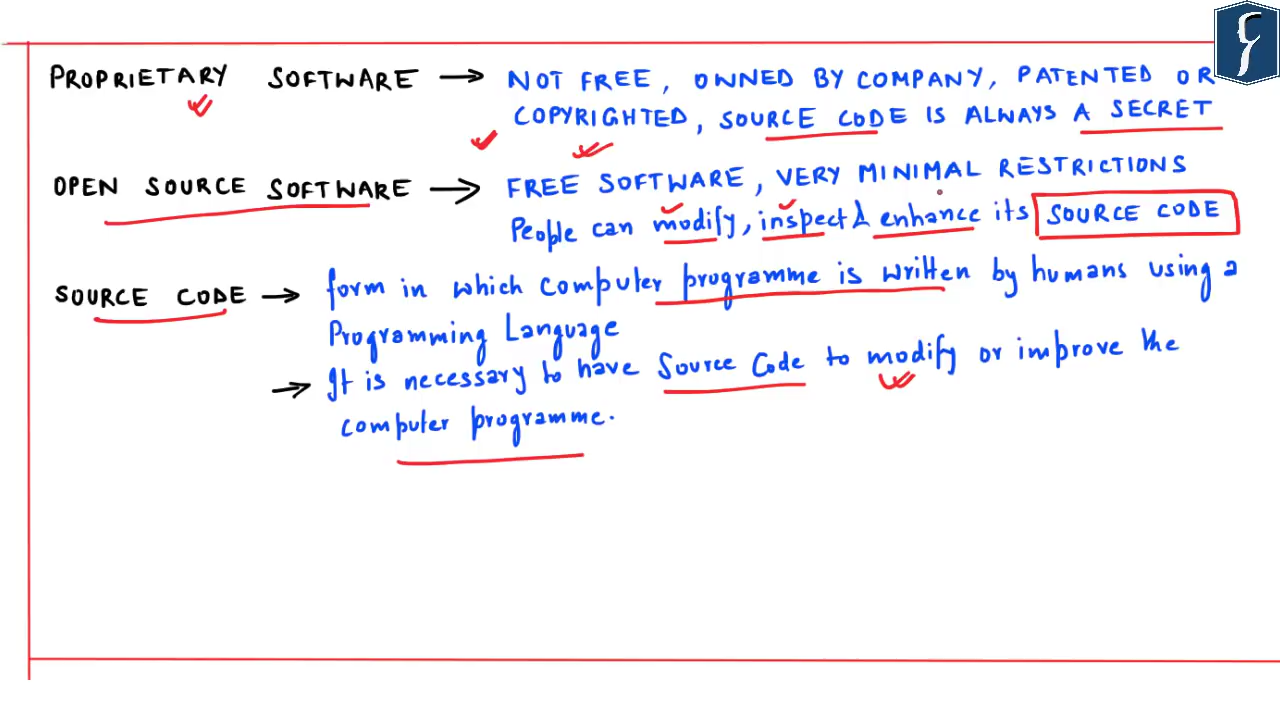 PROPRIETARY SOFTWARE → NOT FREE, OWNED BY COMPANY, PATENTED OR
COPYRIGHTED, SOURCE CODE IS ALWAYS A SECRET
OPEN SOURCE SOFTWARE → FREE SOFTWARE, VERY MINIMAL RESTRICTIONS
People can modify, inspect & enhance its SOURCE CODE
SOURCE CODE → form in which computer programme is written by humans using a
Programming Language
→ It is necessary to have Source Code to modify or improve the
computer programme.